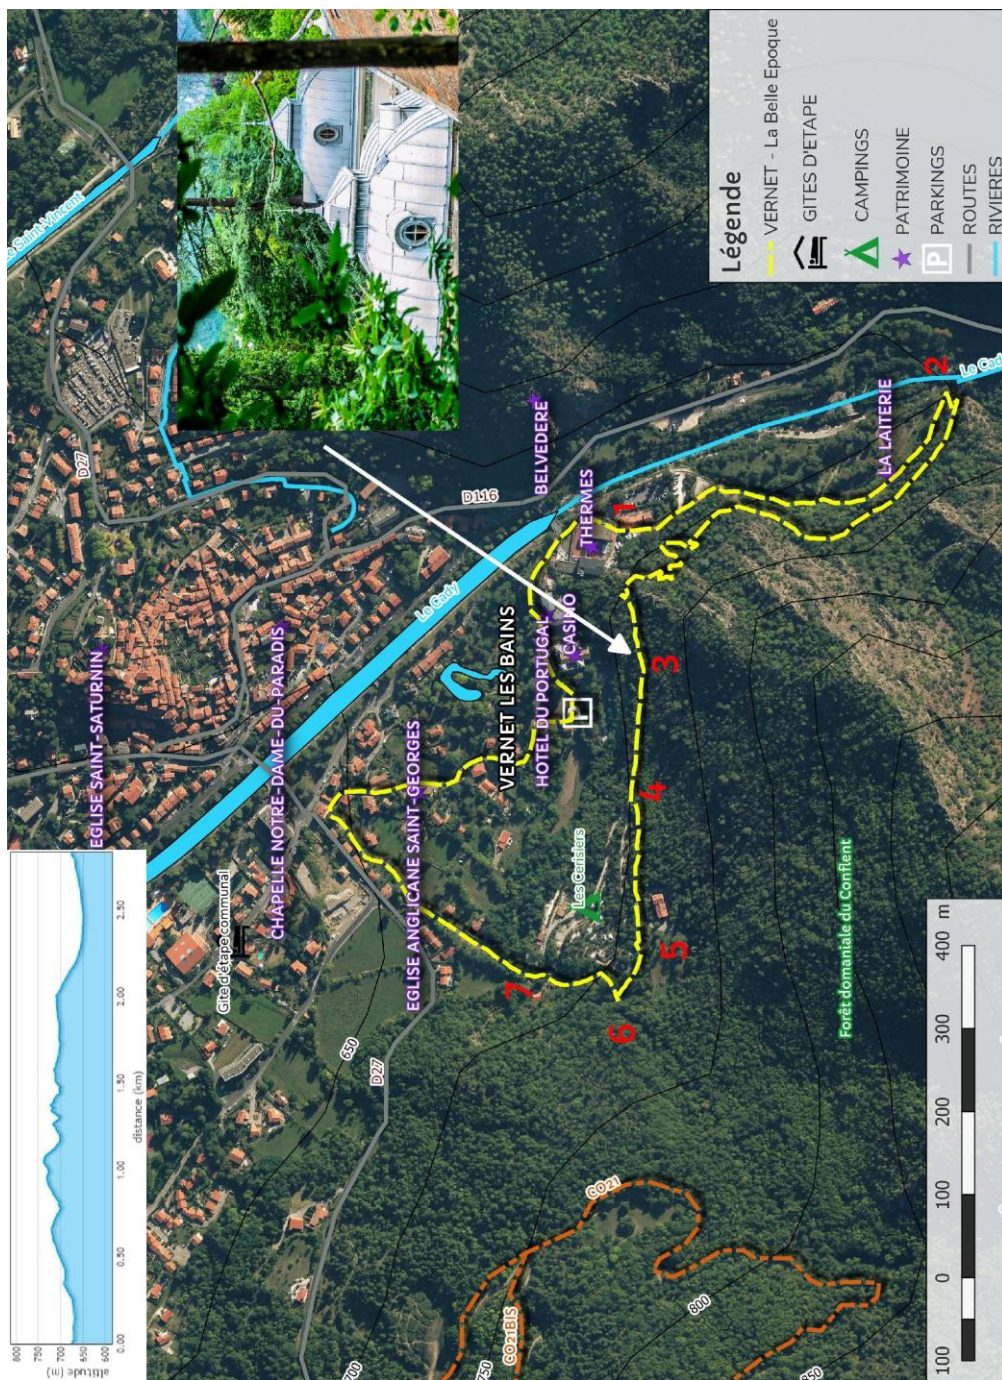 Légende
VERNET - La Belle Epoque
GITES D'ETAPE
CAMPINGS
PATRIMOINE
PARKINGS
ROUTES
RIVIERES
Saint-Vincent
D27
D116
Le Cady
EGLISE SAINT-SATURNIN
CHAPELLE NOTRE-DAME-DU-PARADIS
Gite d'étape communal
EGLISE ANGLICANE SAINT-GEORGES
VERNET LES BAINS
HOTEL DU PORTUGAL
CASINO
THERMES
BELVEDERE
LA LAITERIE
Le Cad
1
2
3
4
5
6
7
P
Les Cerisiers
Forêt domaniale du Conflent
650
D27
CO21
CO21BIS
700
750
800
850
altitude (m)
800
750
700
650
600
0.00
0.50
1.00
1.50
2.00
2.50
distance (km)
100
0
100
200
300
400 m